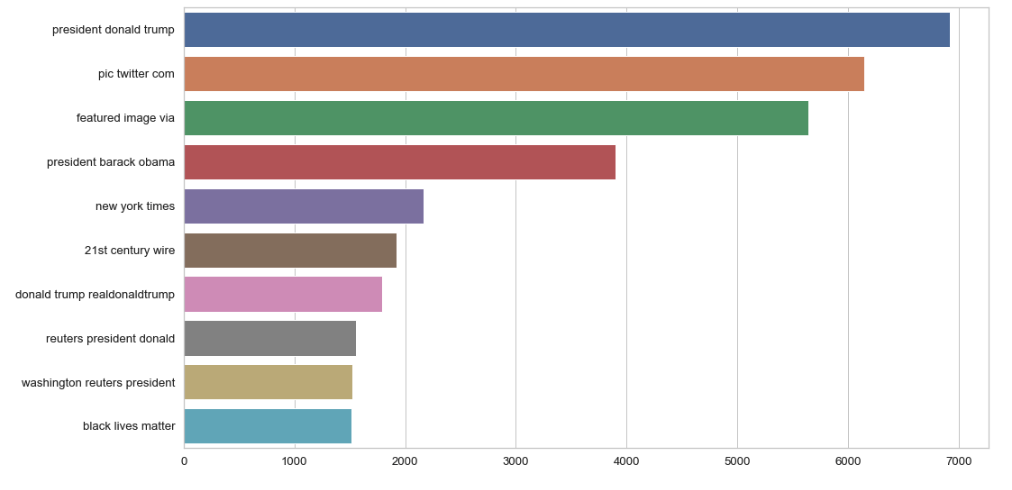 president donald trump
pic twitter com
featured image via
president barack obama
new york times
21st century wire
donald trump realdonaldtrump
reuters president donald
washington reuters president
black lives matter
0 1000 2000 3000 4000 5000 6000 7000